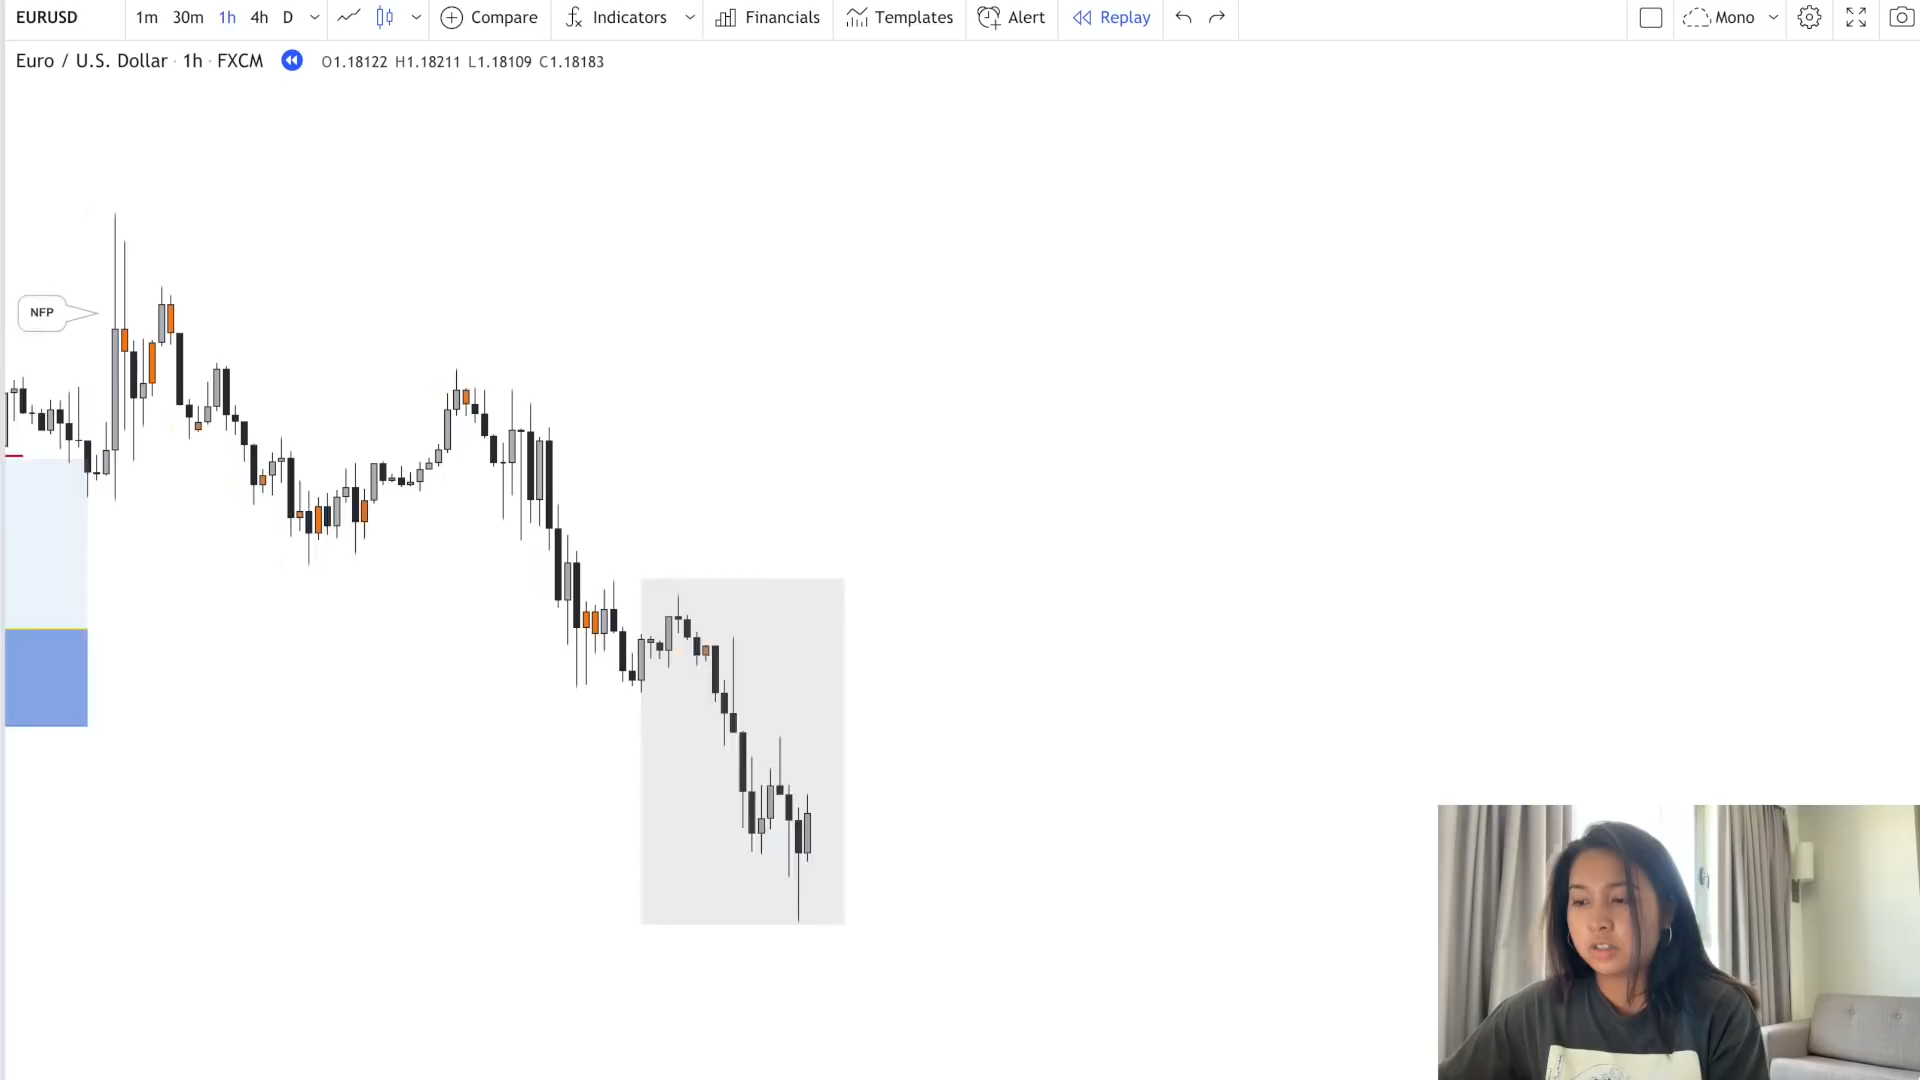 EURUSD 1m 30m 1h 4h D Compare Indicators Financials Templates Alert Replay Mono
Euro / U.S. Dollar · 1h · FXCM O1.18122 H1.18211 L1.18109 C1.18183
NFP